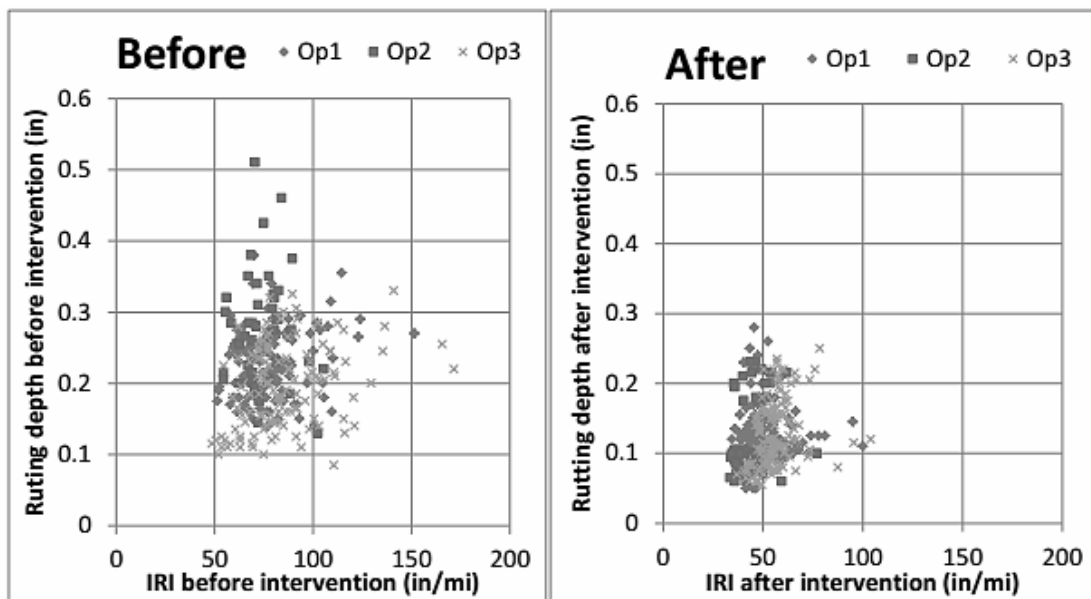 Before Op1 Op2 Op3
Ruting depth before intervention (in)
0.6
0.5
0.4
0.3
0.2
0.1
0
0 50 100 150 200
IRI before intervention (in/mi)
After Op1 Op2 Op3
Rutting depth after intervention (in)
0.6
0.5
0.4
0.3
0.2
0.1
0
0 50 100 150 200
IRI after intervention (in/mi)